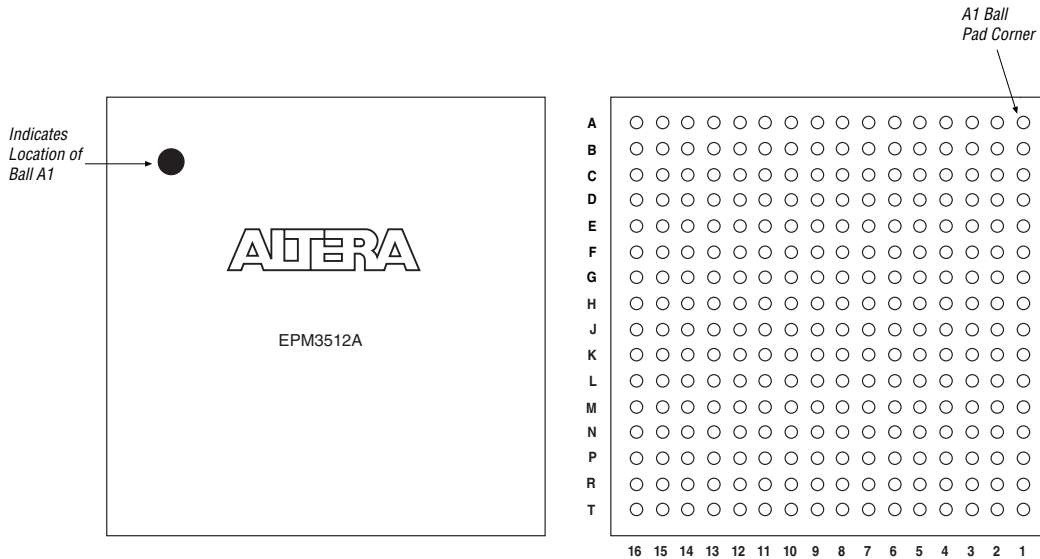 A1 Ball
Pad Corner
Indicates
Location of
Ball A1
ALTERA
EPM3512A
A
B
C
D
E
F
G
H
J
K
L
M
N
P
R
T
16 15 14 13 12 11 10 9 8 7 6 5 4 3 2 1